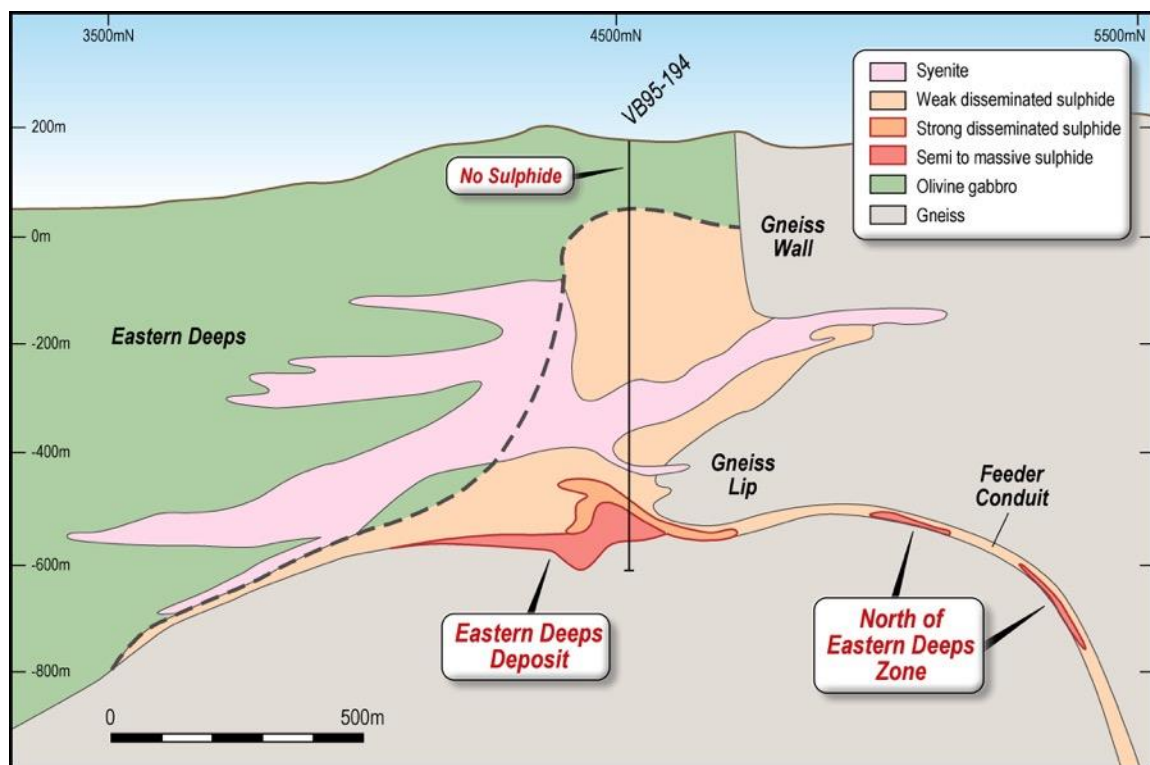 3500mN
4500mN
5500mN
VB95-194
Syenite
Weak disseminated sulphide
Strong disseminated sulphide
Semi to massive sulphide
Olivine gabbro
Gneiss
200m
No Sulphide
0m
Gneiss
Wall
Eastern Deeps
-200m
-400m
Gneiss
Lip
Feeder
Conduit
-600m
Eastern Deeps
Deposit
North of
Eastern Deeps
Zone
-800m
0
500m